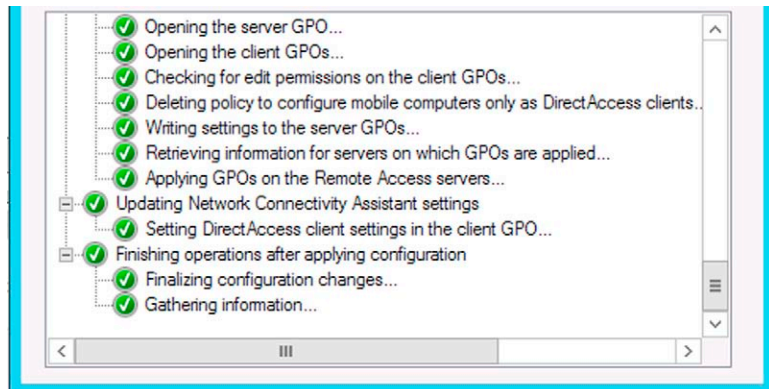 Opening the server GPO...
Opening the client GPOs...
Checking for edit permissions on the client GPOs...
Deleting policy to configure mobile computers only as DirectAccess clients..
Writing settings to the server GPOs...
Retrieving information for servers on which GPOs are applied...
Applying GPOs on the Remote Access servers...
Updating Network Connectivity Assistant settings
Setting DirectAccess client settings in the client GPO...
Finishing operations after applying configuration
Finalizing configuration changes...
Gathering information...